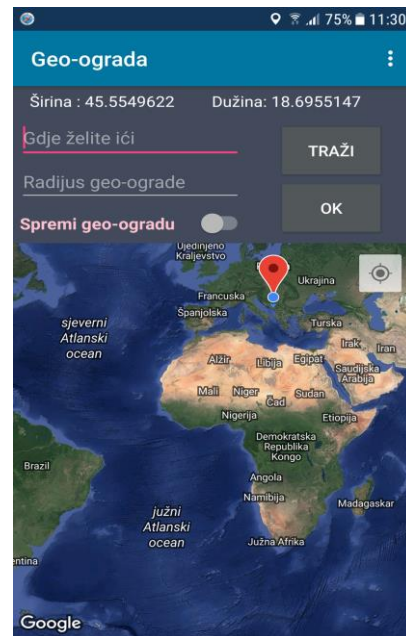 75% 11:30
Geo-ograda
Širina : 45.5549622 Dužina: 18.6955147
Gdje želite ići
TRAŽI
Radijus geo-ograde
OK
Spremi geo-ogradu
Ujedinjeno
Kraljevstvo
Ukrajina
Francuska
Španjolska
Turska
sjeverni
Atlanski
ocean
Irak
Iran
Alžir
Libija
Egipat
Saudijska
Arabija
Mali
Niger
Čad
Sudan
Nigerija
Etiopija
Demokratska
Republika
Kongo
Brazil
Angola
Namibija
Madagaskar
južni
Atlanski
ocean
Južna Afrika
entina
Google